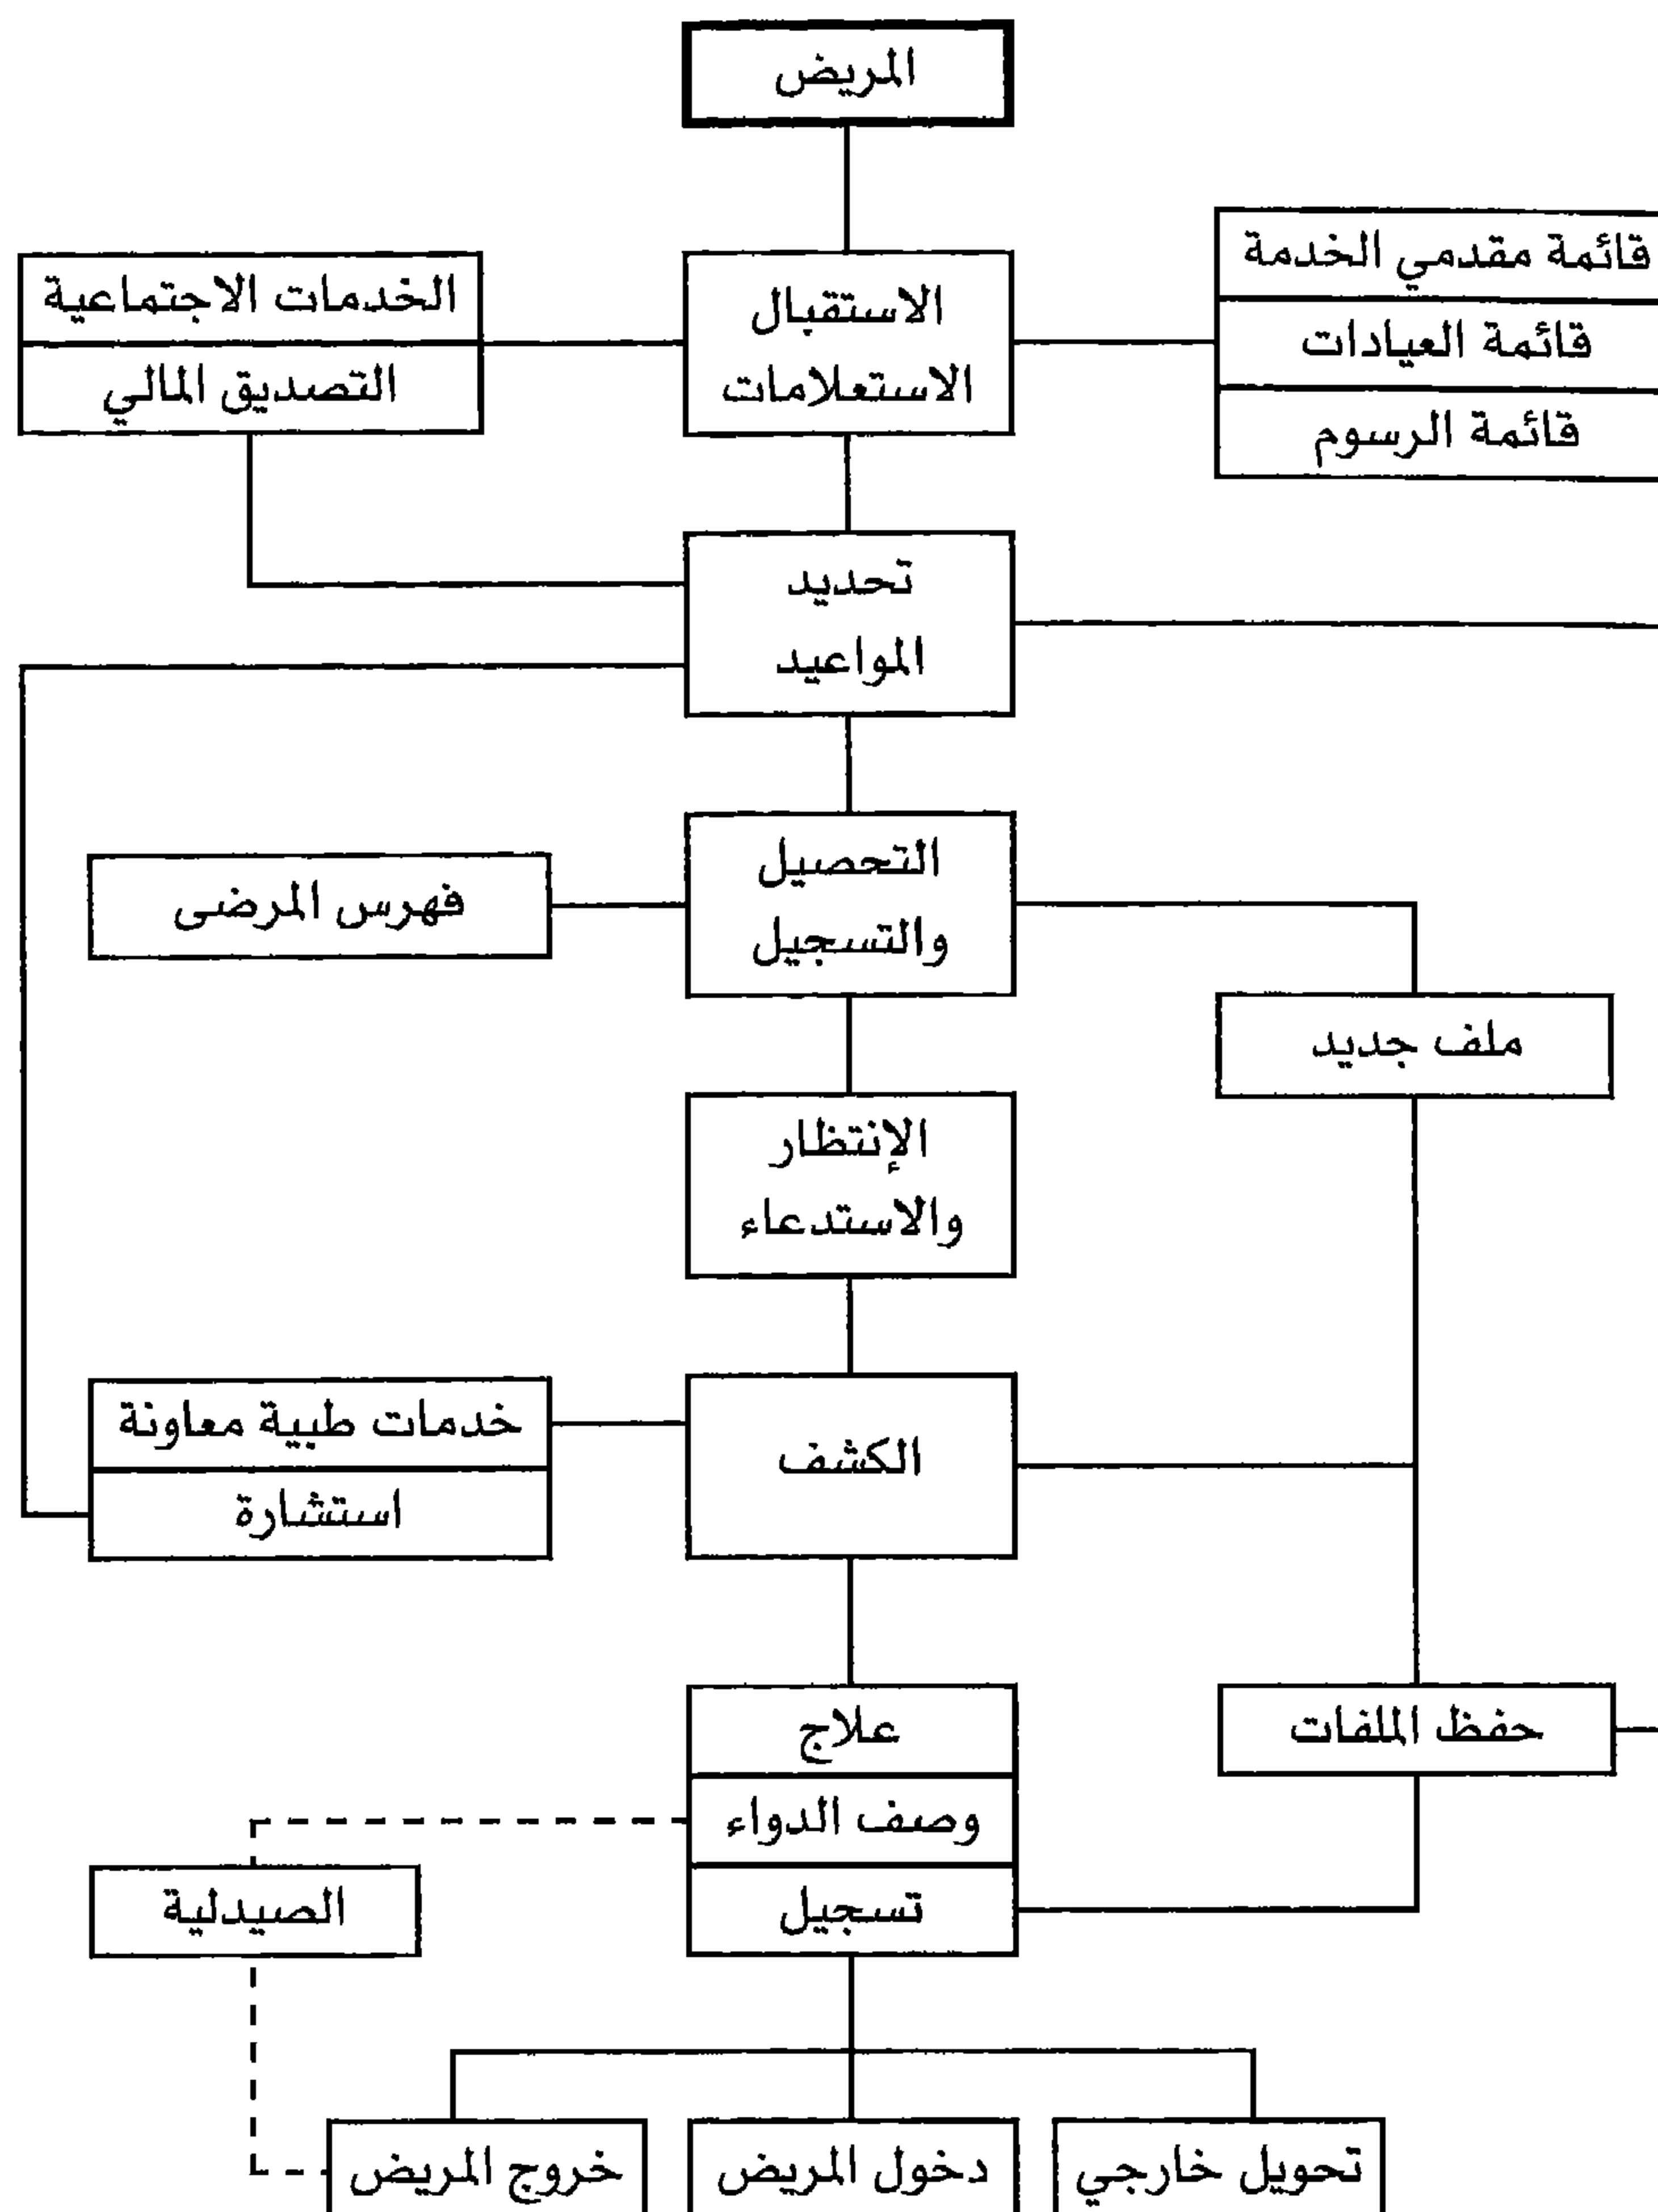 المريض
قائمة مقدمي الخدمة
قائمة العيادات
قائمة الرسوم
الاستقبال
الاستعلامات
الخدمات الاجتماعية
التصديق المالي
تحديد
المواعيد
التحصيل
والتسجيل
فهرس المرضى
ملف جديد
الإنتظار
والاستدعاء
الكشف
خدمات طبية معاونة
استشارة
حفظ الملفات
علاج
وصف الدواء
تسجيل
الصيدلية
تحويل خارجي
دخول المريض
خروج المريض